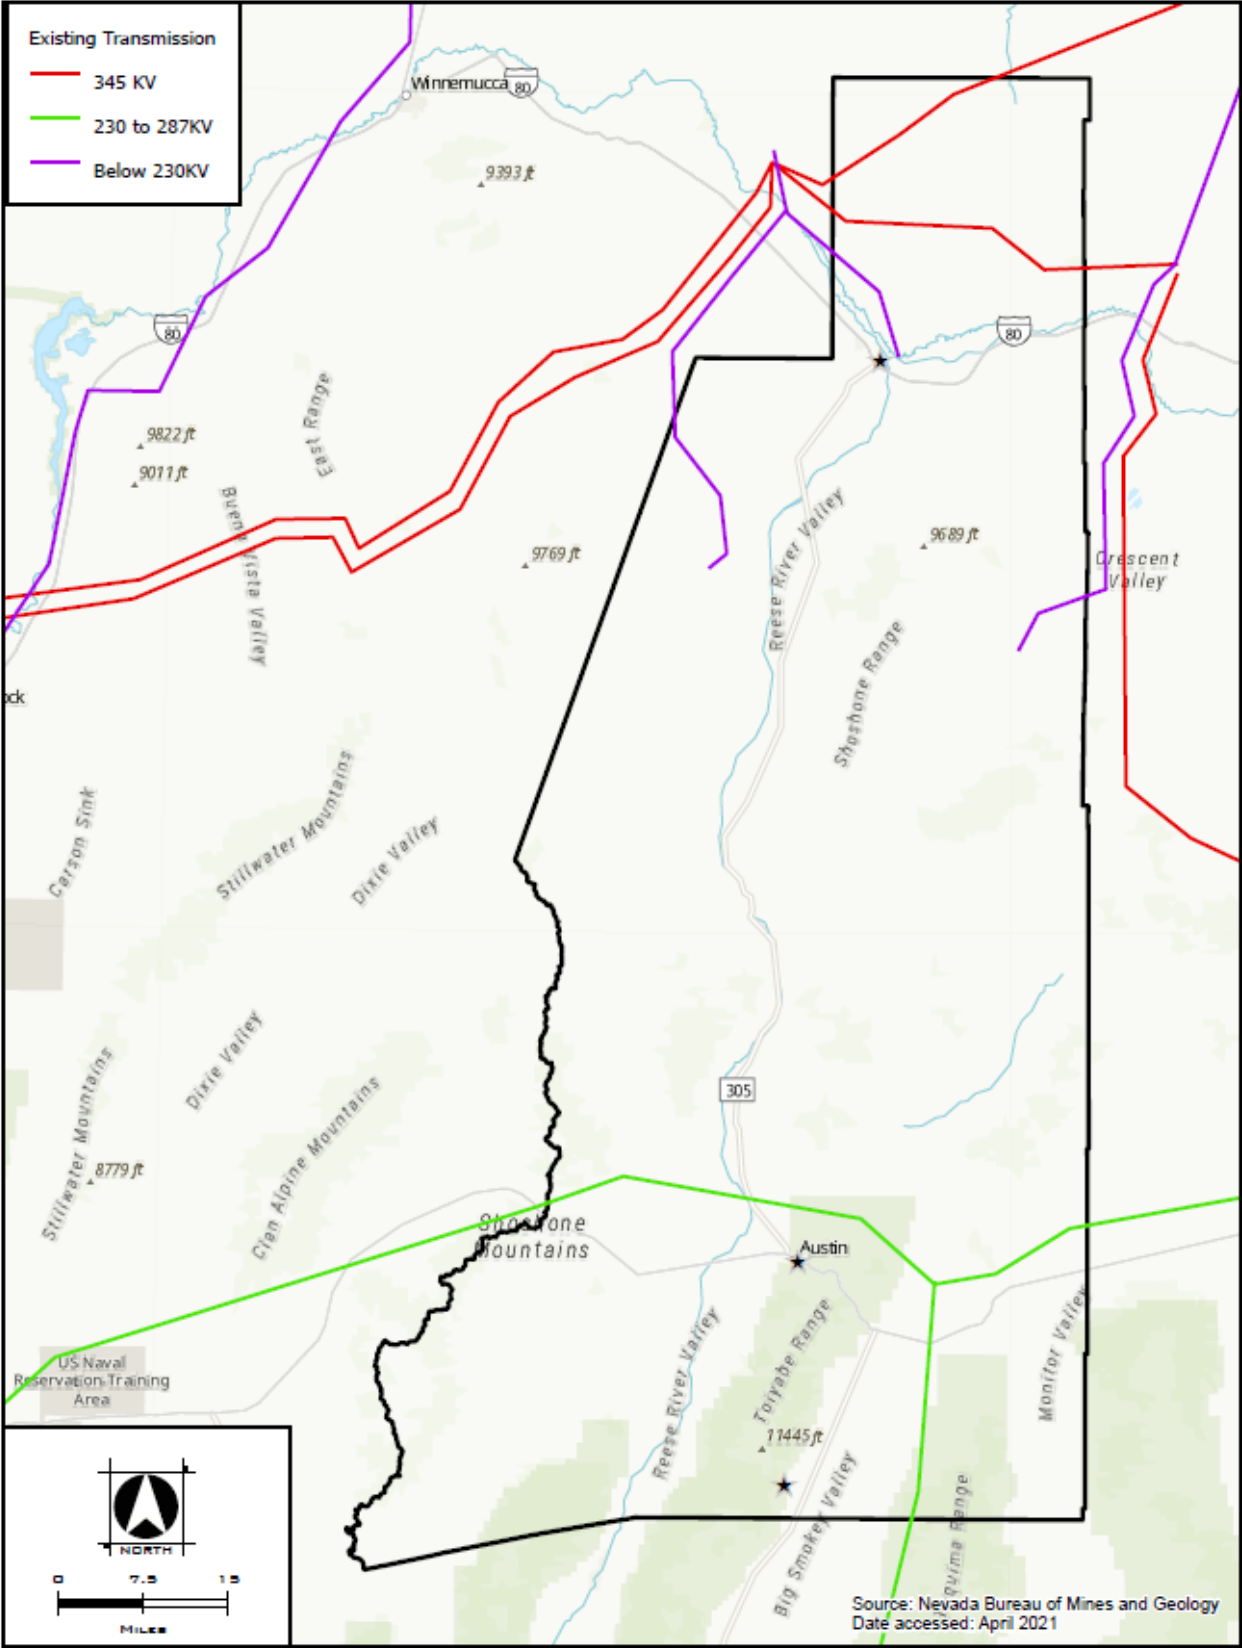 Existing Transmission
345 KV
230 to 287KV
Below 230KV
Winnemucca
80
9393 ft
80
80
9822 ft
9011 ft
East Range
Buena Vista Valley
9769 ft
9689 ft
Reese River Valley
Crescent
Valley
Shoshone Range
ock
Carson Sink
Stillwater Mountains
Dixie Valley
Dixie Valley
Stillwater Mountains
Clan Alpine Mountains
305
8779 ft
Shoshone
Mountains
Austin
US Naval
Reservation-Training
Area
Reese River Valley
Toiyabe Range
Monitor Valley
11445 ft
Big Smokey Valley
quima Range
NORTH
0 7.5 15
MILES
Source: Nevada Bureau of Mines and Geology
Date accessed: April 2021